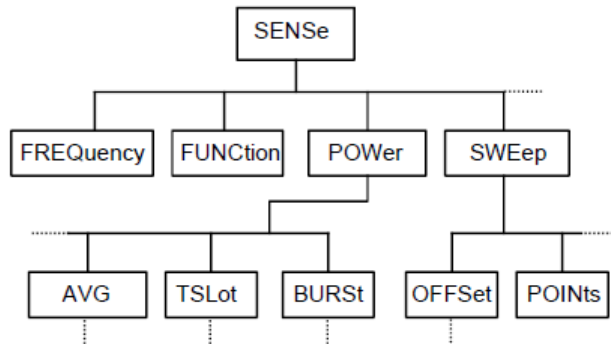 SENSe
FREQuency FUNCtion POWer SWEep
AVG TSLot BURSt OFFSet POINts